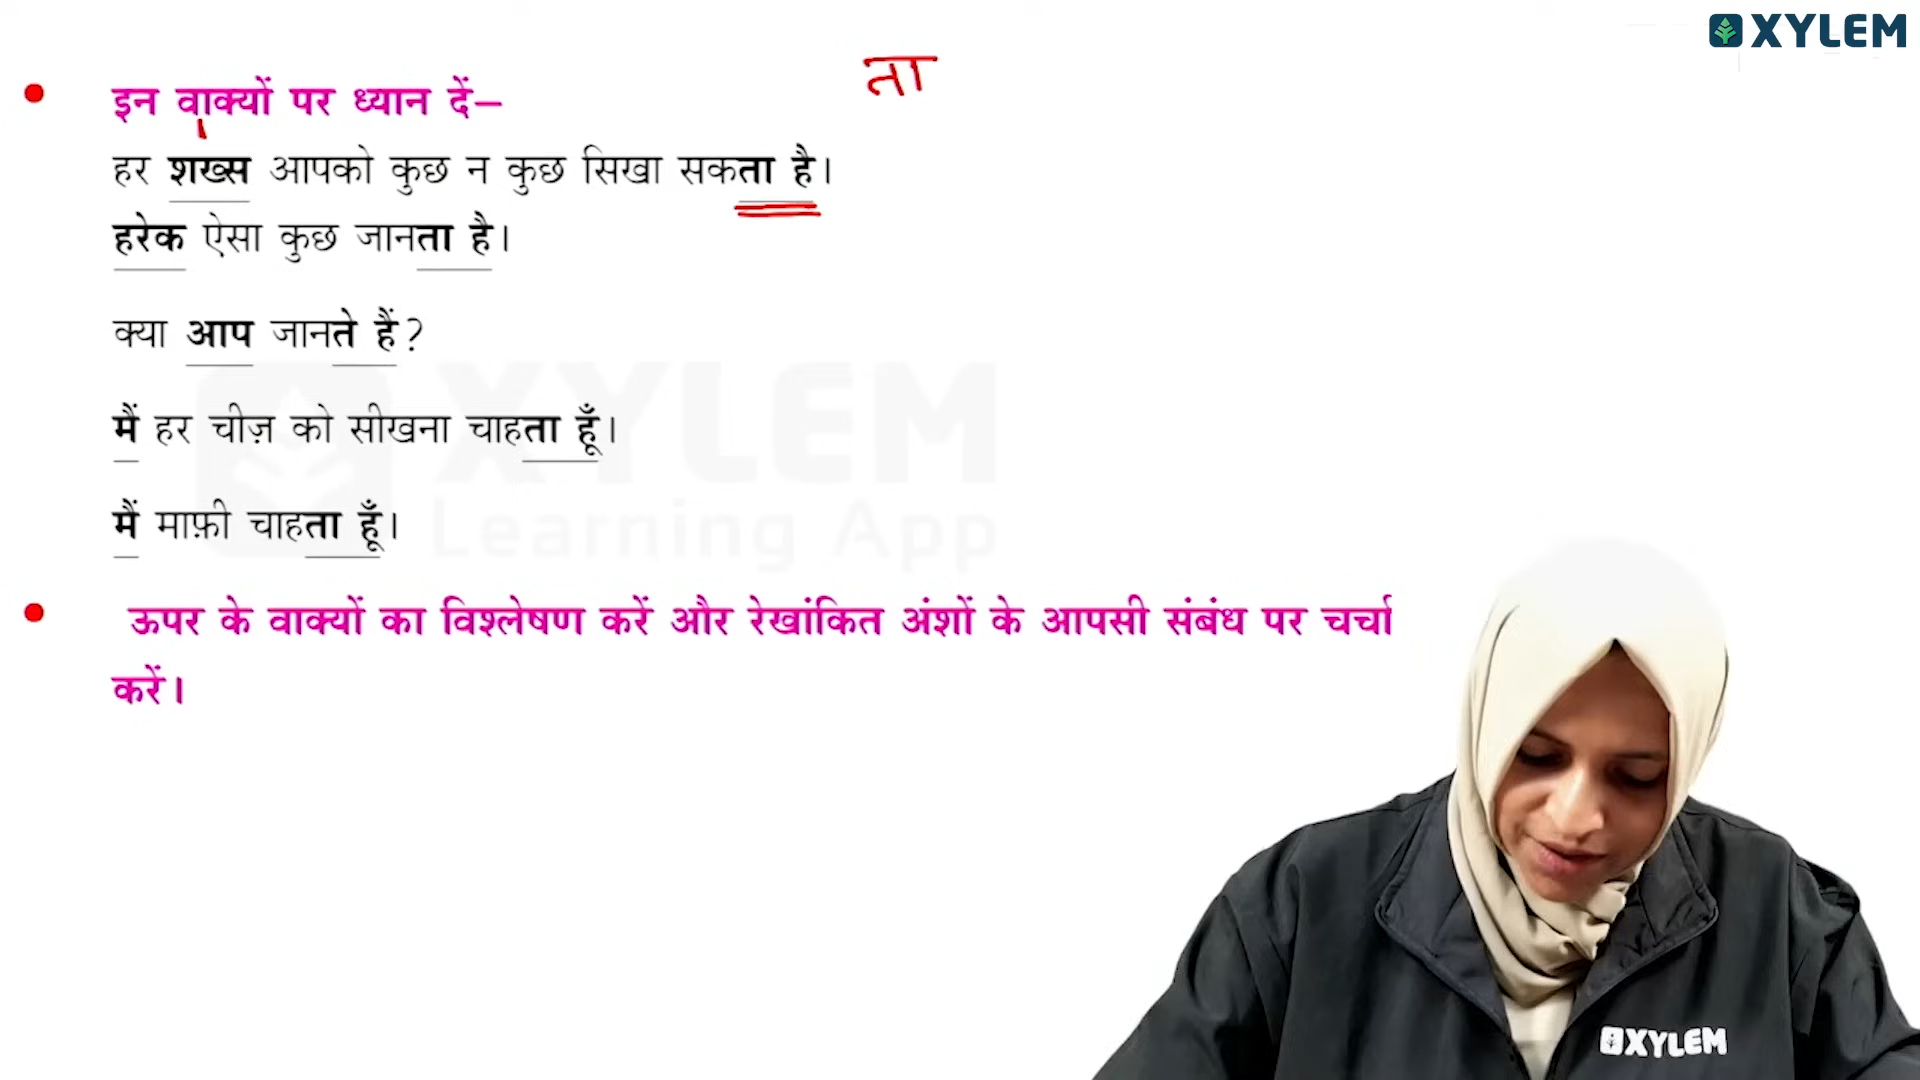 XYLEM
ता
इन वाक्यों पर ध्यान दें–
हर शख्स आपको कुछ न कुछ सिखा सकता है।
हरेक ऐसा कुछ जानता है।
क्या आप जानते हैं?
मैं हर चीज़ को सीखना चाहता हूँ।
मैं माफ़ी चाहता हूँ।
XYLEM
Learning App
ऊपर के वाक्यों का विश्लेषण करें और रेखांकित अंशों के आपसी संबंध पर चर्चा
करें।
XYLEM